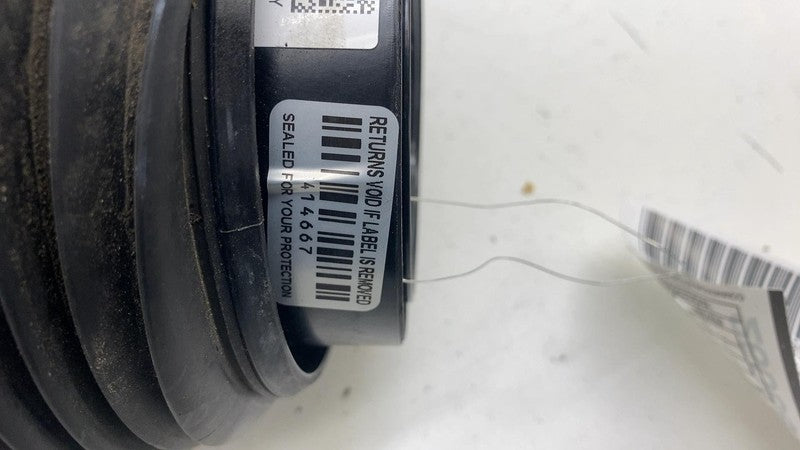 RETURNS VOID IF LABEL IS REMOVED
414667
SEALED FOR YOUR PROTECTION